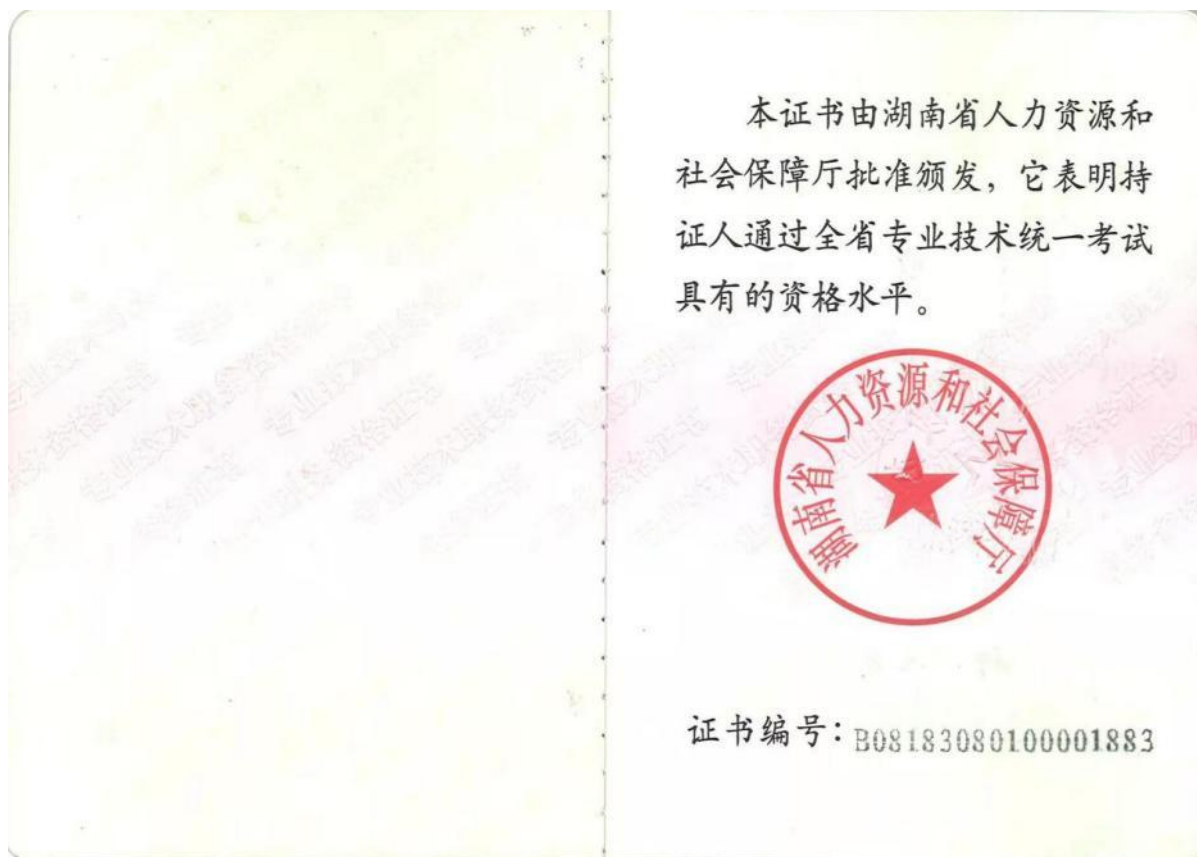 本证书由湖南省人力资源和
社会保障厅批准颁发，它表明持
证人通过全省专业技术统一考试
具有的资格水平。
湖南省人力资源和社会保障厅
证书编号：B08183080100001883